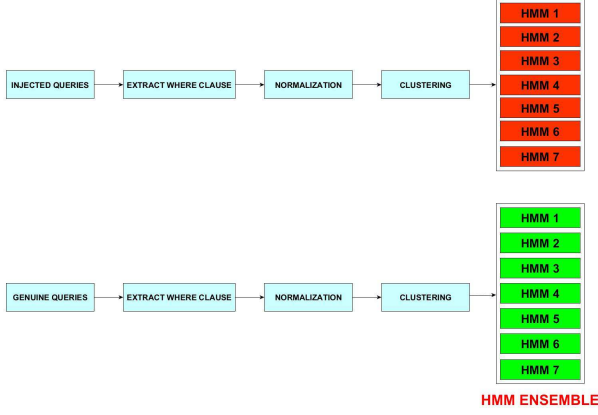 INJECTED QUERIES
EXTRACT WHERE CLAUSE
NORMALIZATION
CLUSTERING
HMM 1
HMM 2
HMM 3
HMM 4
HMM 5
HMM 6
HMM 7
GENUINE QUERIES
EXTRACT WHERE CLAUSE
NORMALIZATION
CLUSTERING
HMM 1
HMM 2
HMM 3
HMM 4
HMM 5
HMM 6
HMM 7
HMM ENSEMBLE